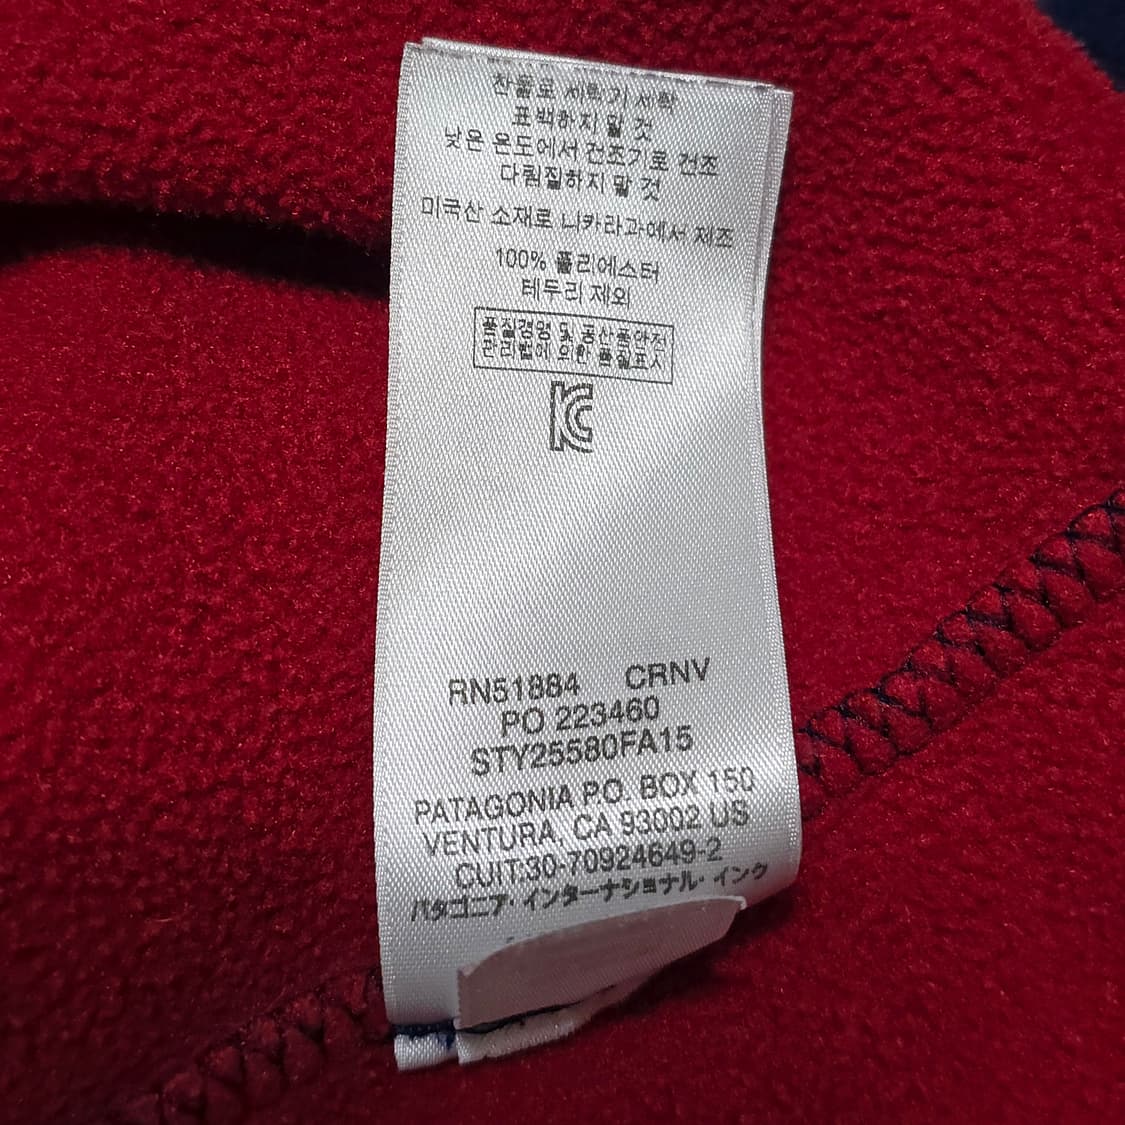 찬물로 세탁기 세탁
표백하지 말 것
낮은 온도에서 건조기로 건조
다림질하지 말 것
미국산 소재로 니카라과에서 제조
100% 폴리에스터
테두리 제외
품질경영 및 공산품안전
관리법에 의한 품질표시
KC
RN51884 CRNV
PO 223460
STY25580FA15
PATAGONIA P.O. BOX 150
VENTURA, CA 93002 US
CUIT:30-70924649-2
パタゴニア・インターナショナル・インク